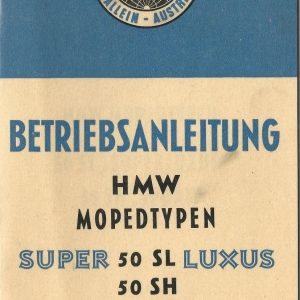 HALLEIN - AUSTRIA
BETRIEBSANLEITUNG
HMW
MOPEDTYPEN
SUPER 50 SL LUXUS
50 SH